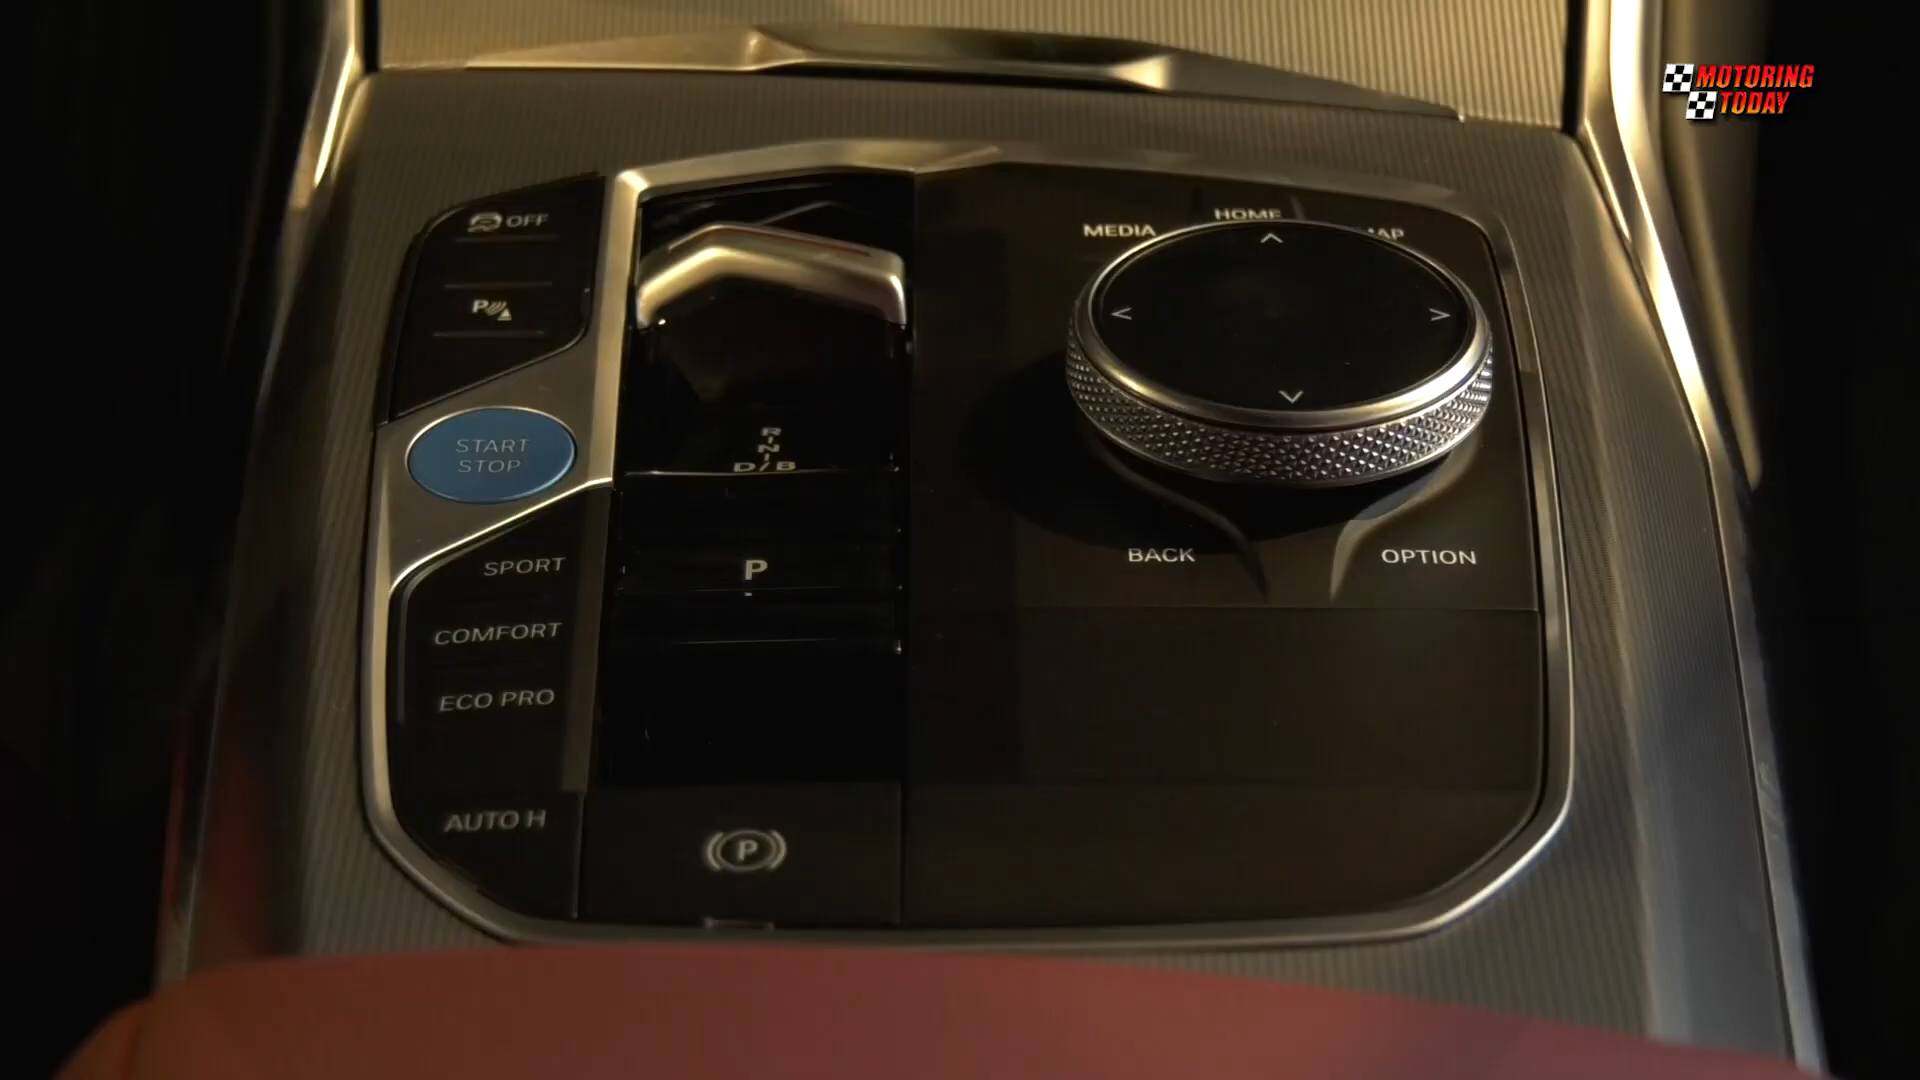 MOTORING
TODAY
OFF
HOME
MEDIA
P
START
STOP
R
N
D/B
SPORT
P
BACK
OPTION
COMFORT
ECO PRO
AUTO H
P